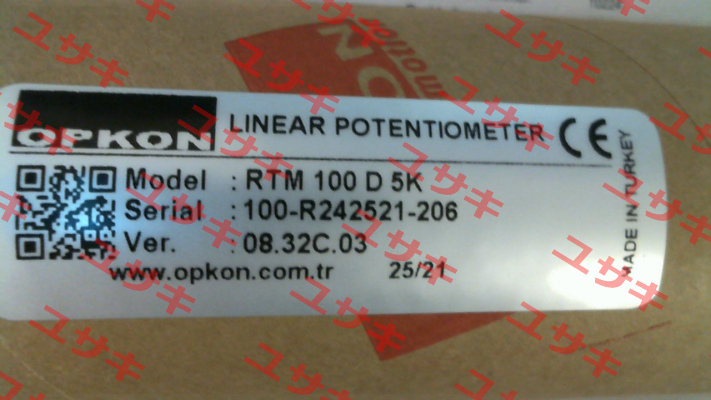 OPKON
LINEAR POTENTIOMETER CE
Model : RTM 100 D 5K
Serial : 100-R242521-206
Ver. : 08.32C.03
www.opkon.com.tr 25/21
MADE IN TURKEY
ユサキ